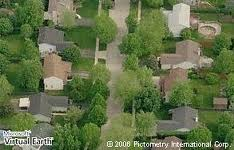 Microsoft
Virtual Earth
© 2006 Pictometry International Corp.